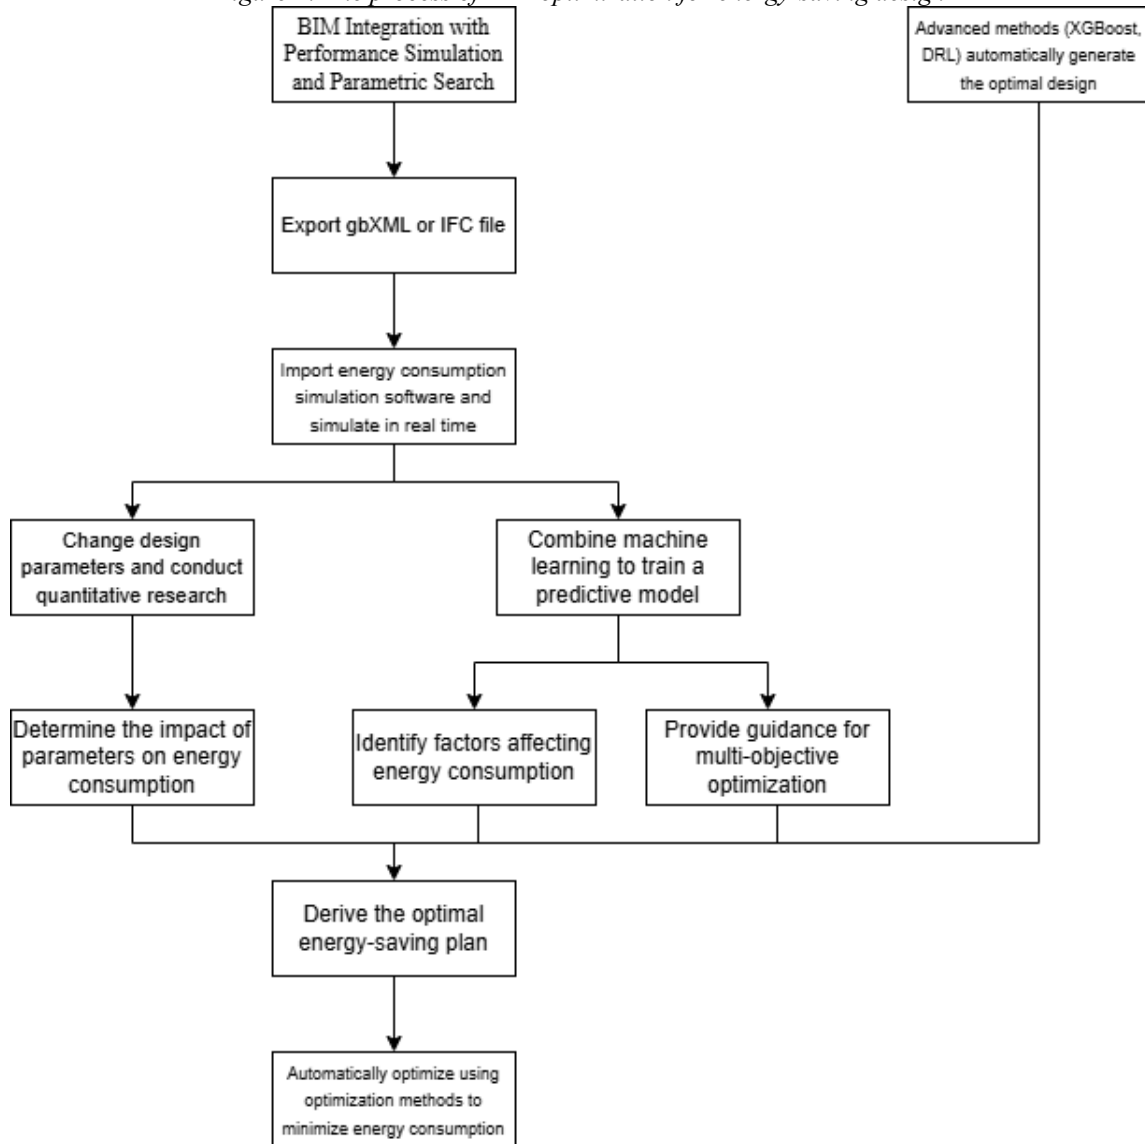 BIM Integration with
Performance Simulation
and Parametric Search
Advanced methods (XGBoost,
DRL) automatically generate
the optimal design
Export gbXML or IFC file
Import energy consumption
simulation software and
simulate in real time
Change design
parameters and conduct
quantitative research
Combine machine
learning to train a
predictive model
Determine the impact of
parameters on energy
consumption
Identify factors affecting
energy consumption
Provide guidance for
multi-objective
optimization
Derive the optimal
energy-saving plan
Automatically optimize using
optimization methods to
minimize energy consumption